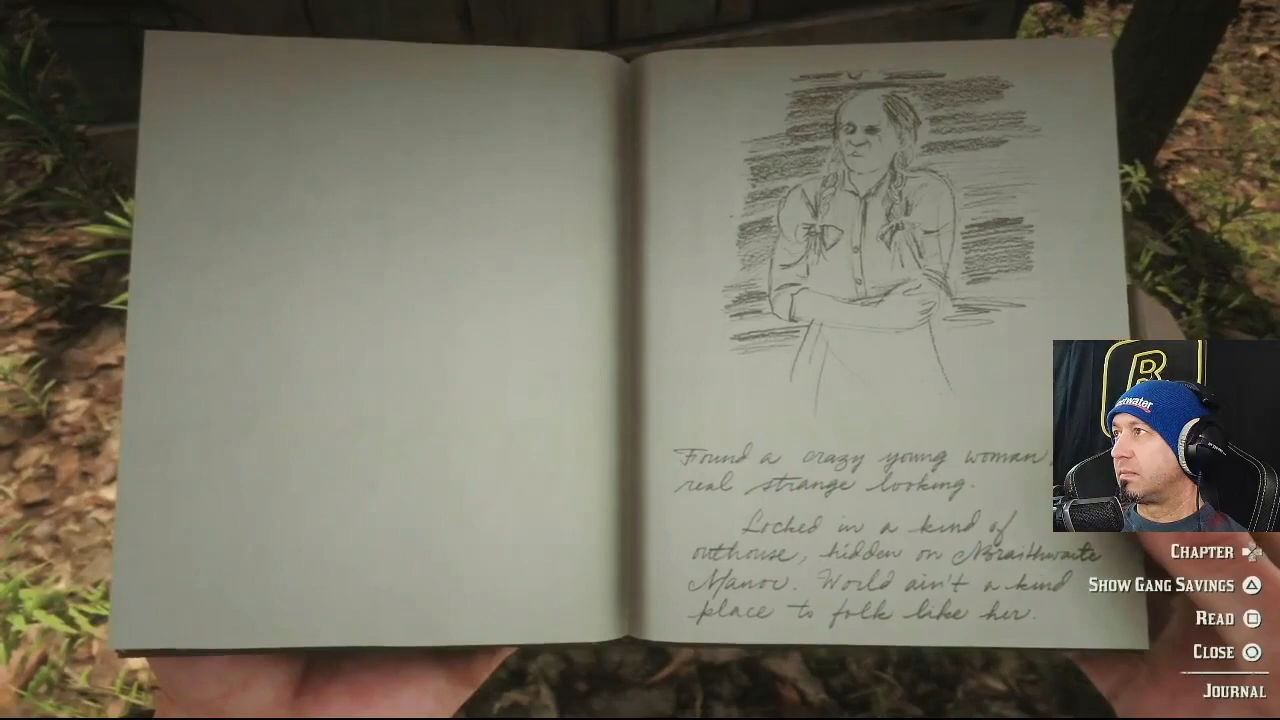 Found a crazy young woman,
real strange looking.
Locked in a kind of
outhouse, hidden on Braithwaite
Manor. World ain't a kind
place to folk like her.
R
CHAPTER
SHOW GANG SAVINGS
READ
CLOSE
JOURNAL